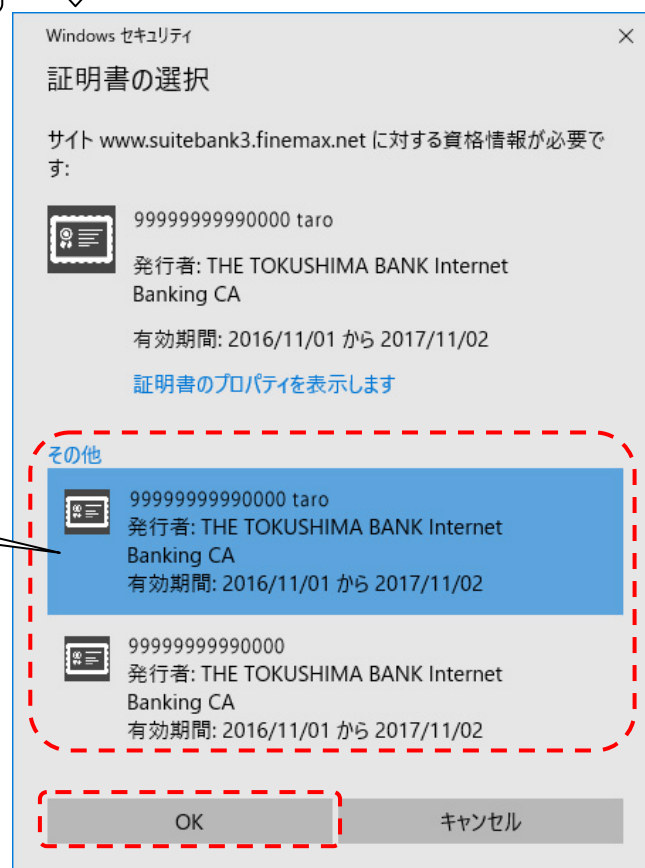 Windows セキュリティ
証明書の選択
サイト www.suitebank3.finemax.net に対する資格情報が必要で
す:
99999999990000 taro
発行者: THE TOKUSHIMA BANK Internet
Banking CA
有効期間: 2016/11/01 から 2017/11/02
証明書のプロパティを表示します
その他
99999999990000 taro
発行者: THE TOKUSHIMA BANK Internet
Banking CA
有効期間: 2016/11/01 から 2017/11/02
99999999990000
発行者: THE TOKUSHIMA BANK Internet
Banking CA
有効期間: 2016/11/01 から 2017/11/02
OK
キャンセル